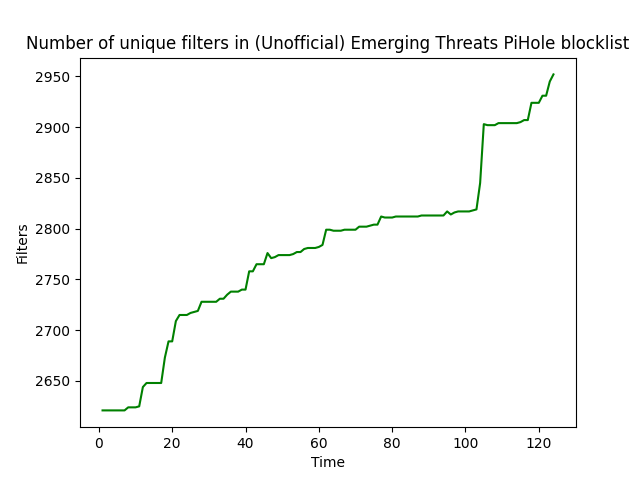 Number of unique filters in (Unofficial) Emerging Threats PiHole blocklist
2950
2900
2850
2800
2750
2700
2650
Filters
0 20 40 60 80 100 120
Time